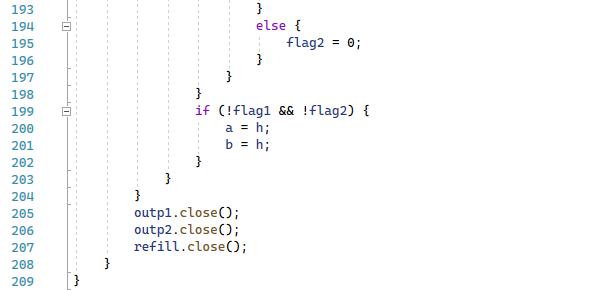 193                             }
194                             else {
195                                 flag2 = 0;
196                             }
197                         }
198                     }
199                     if (!flag1 && !flag2) {
200                         a = h;
201                         b = h;
202                     }
203                 }
204             }
205             outp1.close();
206             outp2.close();
207             refill.close();
208         }
209     }